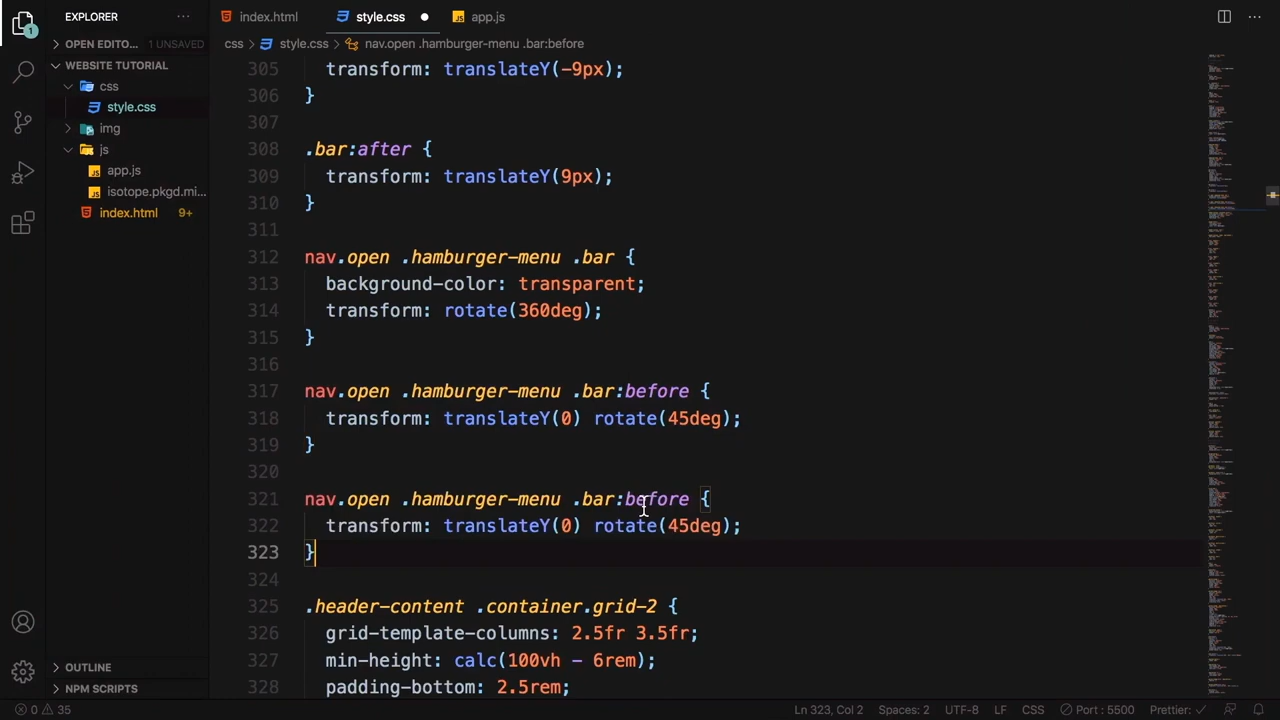 EXPLORER
index.html
style.css
app.js
OPEN EDITO... 1 UNSAVED
css
style.css
nav.open .hamburger-menu .bar:before
WEBSITE TUTORIAL
css
style.css
img
js
app.js
isotope.pkgd.mi...
index.html 9+
1
305 transform: translateY(-9px);
306 }
307
308 .bar:after {
309 transform: translateY(9px);
310 }
311
312 nav.open .hamburger-menu .bar {
313 background-color: transparent;
314 transform: rotate(360deg);
315 }
316
317 nav.open .hamburger-menu .bar:before {
318 transform: translateY(0) rotate(45deg);
319 }
320
321 nav.open .hamburger-menu .bar:before {
322 transform: translateY(0) rotate(45deg);
323 }
324
325 .header-content .container.grid-2 {
326 grid-template-columns: 2.5fr 3.5fr;
327 min-height: calc(100vh - 6rem);
328 padding-bottom: 2.5rem;
OUTLINE
NPM SCRIPTS
0 35
Ln 323, Col 2 Spaces: 2 UTF-8 LF CSS Port : 5500 Prettier: